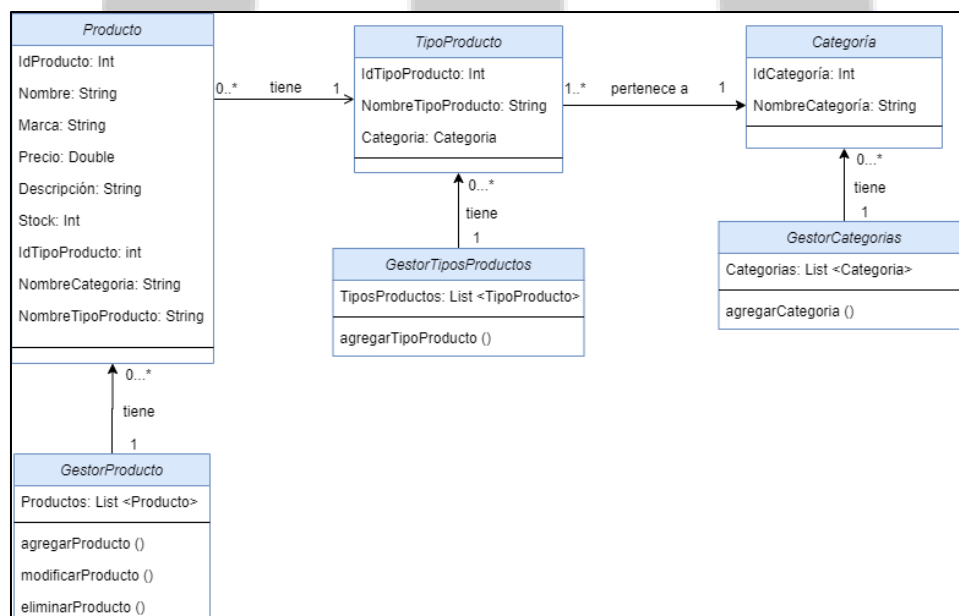 Producto
IdProducto: Int
Nombre: String
Marca: String
Precio: Double
Descripción: String
Stock: Int
IdTipoProducto: int
NombreCategoria: String
NombreTipoProducto: String
0..* tiene 1
TipoProducto
IdTipoProducto: Int
NombreTipoProducto: String
Categoria: Categoria
1..* pertenece a 1
Categoría
IdCategoría: Int
NombreCategoría: String
0...*
tiene
1
GestorProducto
Productos: List <Producto>
agregarProducto ()
modificarProducto ()
eliminarProducto ()
0...*
tiene
1
GestorTiposProductos
TiposProductos: List <TipoProducto>
agregarTipoProducto ()
0...*
tiene
1
GestorCategorias
Categorias: List <Categoria>
agregarCategoria ()